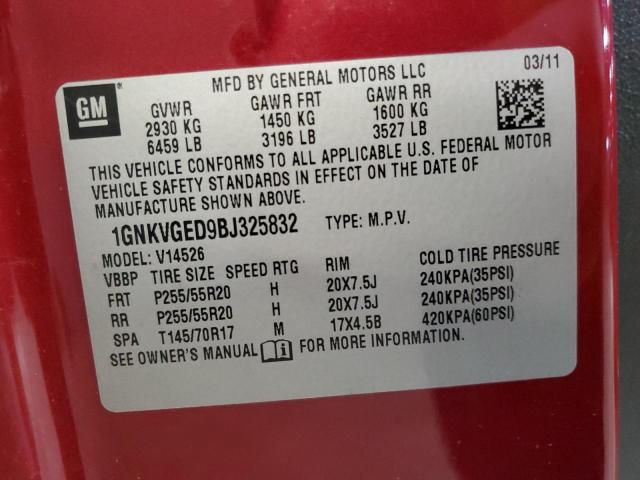 GM
MFD BY GENERAL MOTORS LLC
03/11
GVWR GAWR FRT GAWR RR
2930 KG 1450 KG 1600 KG
6459 LB 3196 LB 3527 LB
THIS VEHICLE CONFORMS TO ALL APPLICABLE U.S. FEDERAL MOTOR
VEHICLE SAFETY STANDARDS IN EFFECT ON THE DATE OF
MANUFACTURE SHOWN ABOVE.
1GNKVGED9BJ325832 TYPE: M.P.V.
MODEL: V14526
VBBP TIRE SIZE SPEED RTG RIM COLD TIRE PRESSURE
FRT P255/55R20 H 20X7.5J 240KPA(35PSI)
RR P255/55R20 H 20X7.5J 240KPA(35PSI)
SPA T145/70R17 M 17X4.5B 420KPA(60PSI)
SEE OWNER'S MANUAL i FOR MORE INFORMATION.